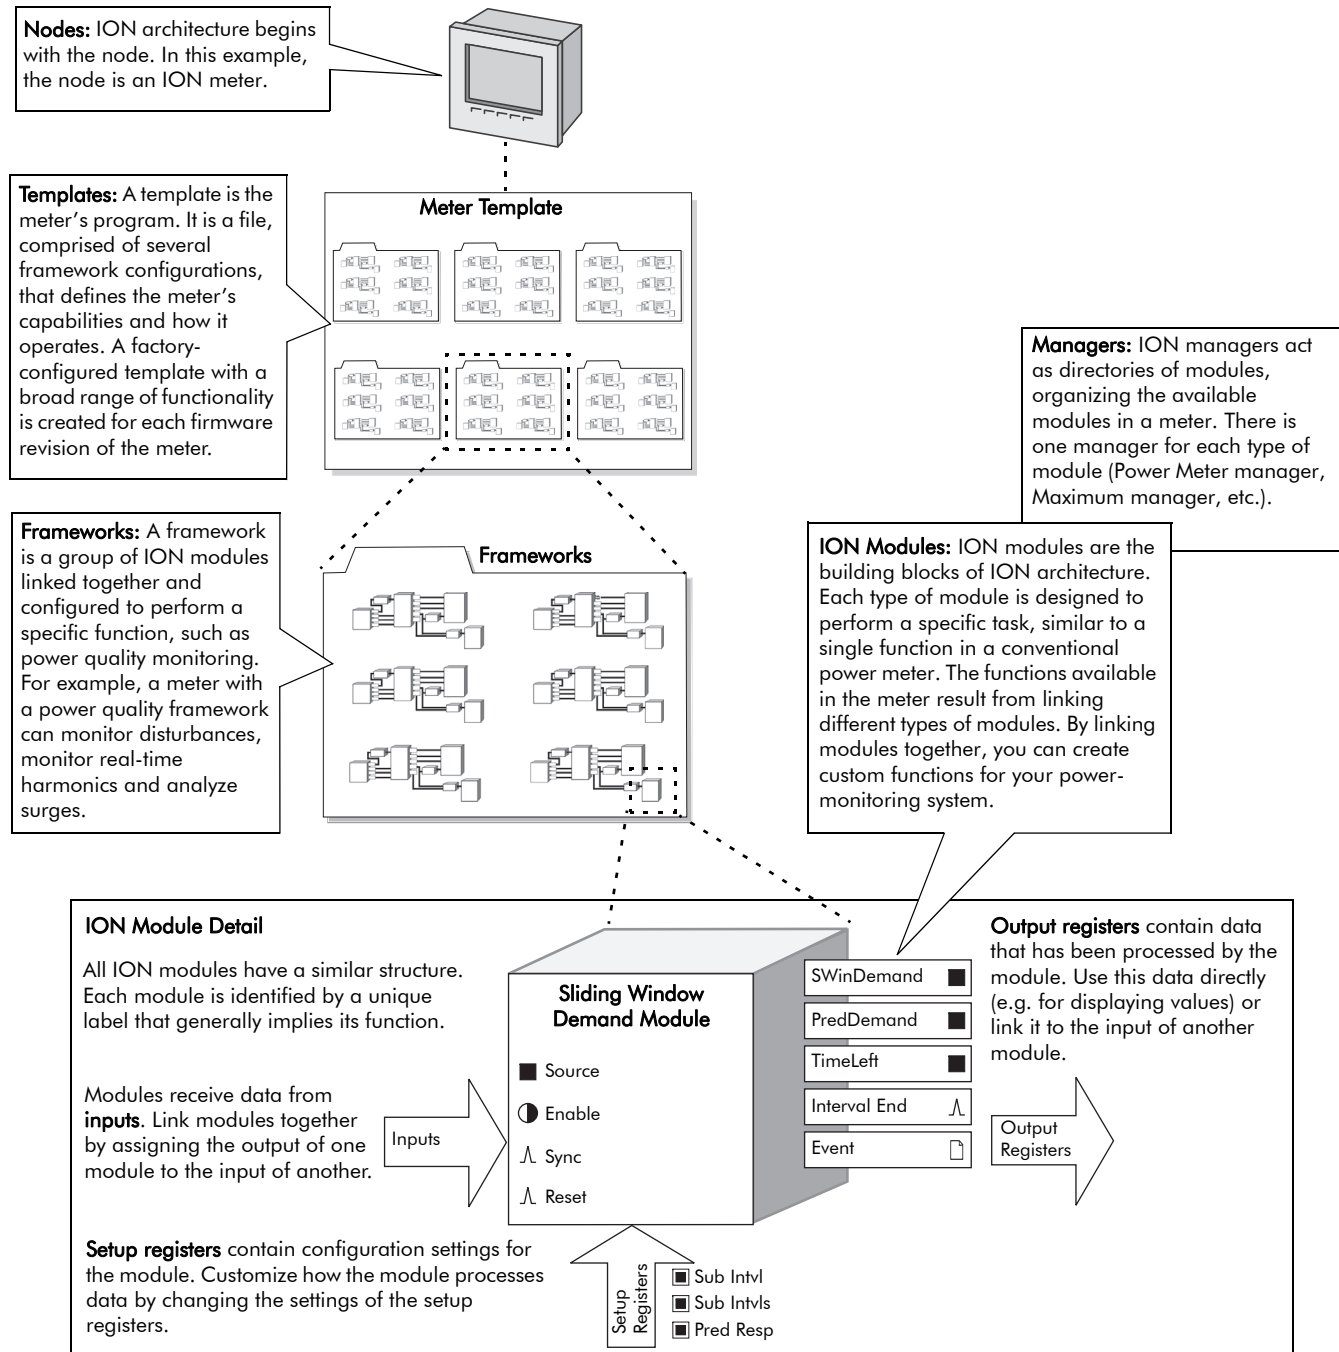 Nodes: ION architecture begins
with the node. In this example,
the node is an ION meter.
Templates: A template is the
meter's program. It is a file,
comprised of several
framework configurations,
that defines the meter's
capabilities and how it
operates. A factory-
configured template with a
broad range of functionality
is created for each firmware
revision of the meter.
Meter Template
Managers: ION managers act
as directories of modules,
organizing the available
modules in a meter. There is
one manager for each type of
module (Power Meter manager,
Maximum manager, etc.).
Frameworks: A framework
is a group of ION modules
linked together and
configured to perform a
specific function, such as
power quality monitoring.
For example, a meter with
a power quality framework
can monitor disturbances,
monitor real-time
harmonics and analyze
surges.
Frameworks
ION Modules: ION modules are the
building blocks of ION architecture.
Each type of module is designed to
perform a specific task, similar to a
single function in a conventional
power meter. The functions available
in the meter result from linking
different types of modules. By linking
modules together, you can create
custom functions for your power-
monitoring system.
ION Module Detail
All ION modules have a similar structure.
Each module is identified by a unique
label that generally implies its function.
Modules receive data from
inputs. Link modules together
by assigning the output of one
module to the input of another.
Inputs
Sliding Window
Demand Module
Source
Enable
Sync
Reset
SWinDemand
PredDemand
TimeLeft
Interval End
Event
Output registers contain data
that has been processed by the
module. Use this data directly
(e.g. for displaying values) or
link it to the input of another
module.
Output
Registers
Setup registers contain configuration settings for
the module. Customize how the module processes
data by changing the settings of the setup
registers.
Setup
Registers
Sub Intvl
Sub Intvls
Pred Resp